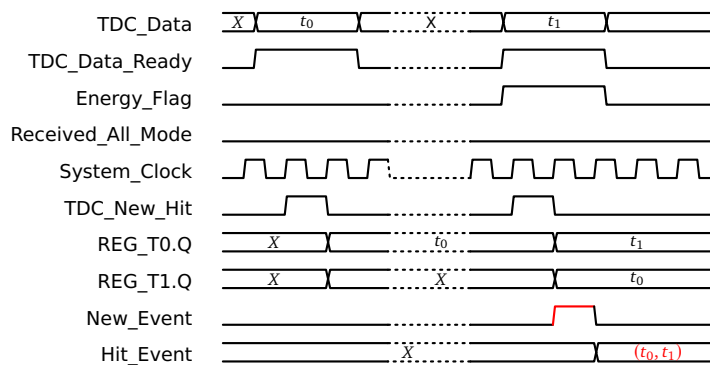 TDC_Data X t₀ X t₁
TDC_Data_Ready
Energy_Flag
Received_All_Mode
System_Clock
TDC_New_Hit
REG_T0.Q X t₀ t₁
REG_T1.Q X X t₀
New_Event
Hit_Event X (t₀, t₁)